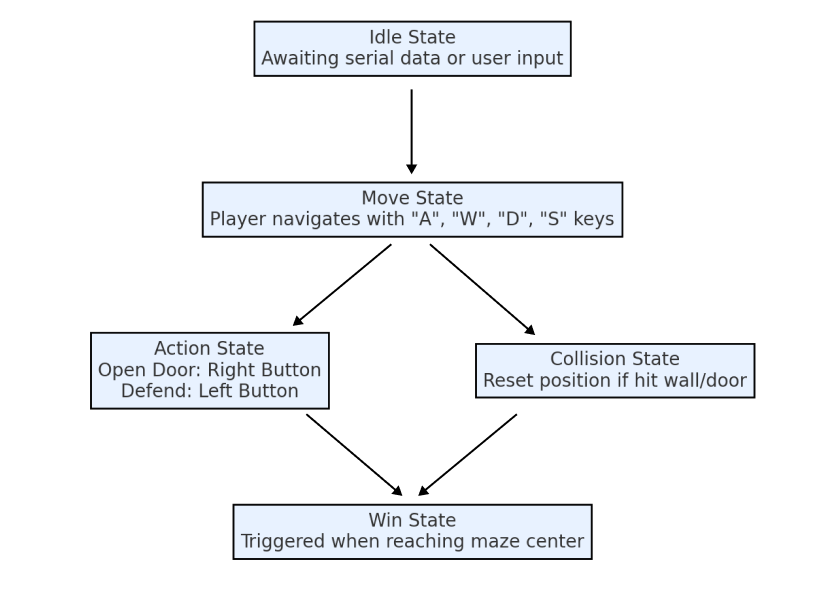 Idle State
Awaiting serial data or user input
Move State
Player navigates with "A", "W", "D", "S" keys
Action State
Open Door: Right Button
Defend: Left Button
Collision State
Reset position if hit wall/door
Win State
Triggered when reaching maze center